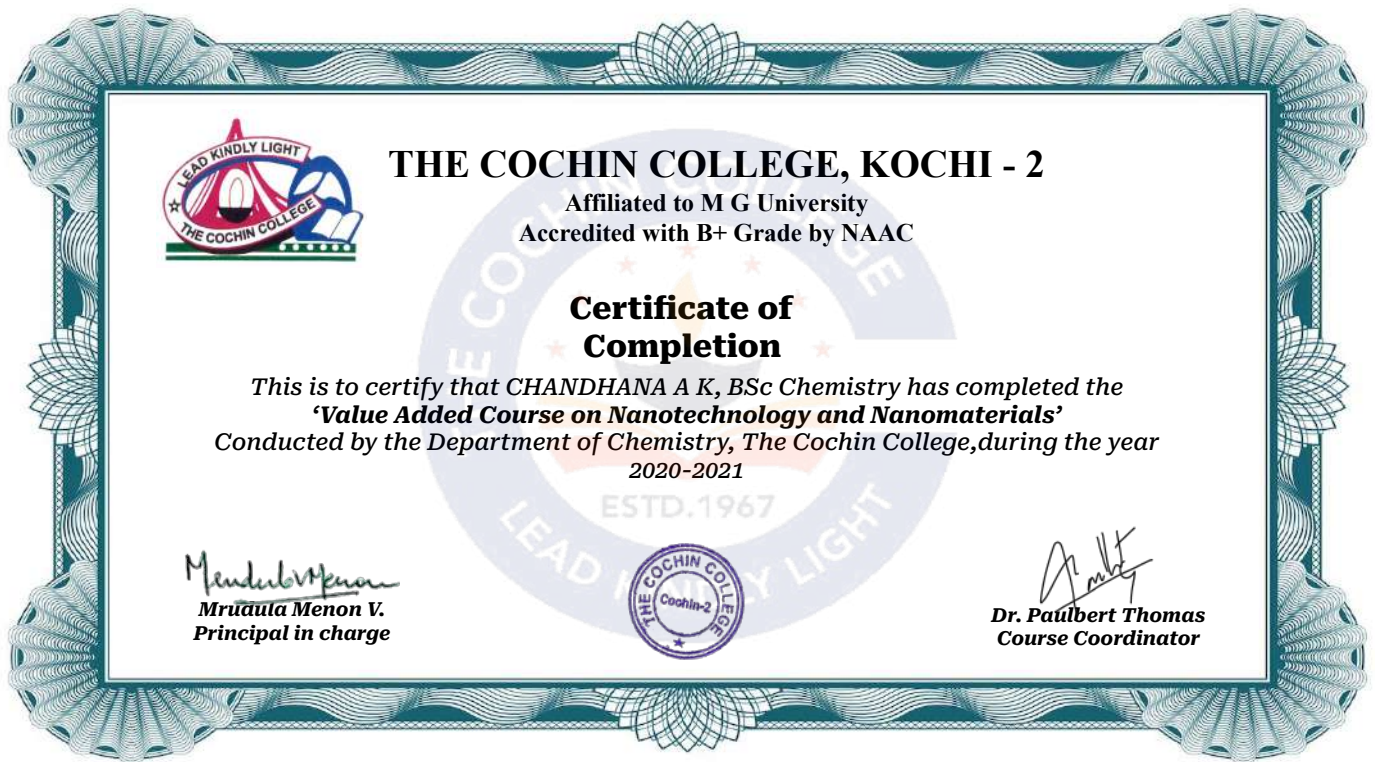 LEAD KINDLY LIGHT
THE COCHIN COLLEGE
THE COCHIN COLLEGE, KOCHI - 2
Affiliated to M G University
Accredited with B+ Grade by NAAC
Certificate of
Completion
This is to certify that CHANDHANA A K, BSc Chemistry has completed the
‘Value Added Course on Nanotechnology and Nanomaterials’
Conducted by the Department of Chemistry, The Cochin College,during the year
2020-2021
THE COCHIN COLLEGE
ESTD.1967
LEAD KINDLY LIGHT
Mrudula Menon V.
Principal in charge
THE COCHIN COLLEGE
Cochin-2
Dr. Paulbert Thomas
Course Coordinator